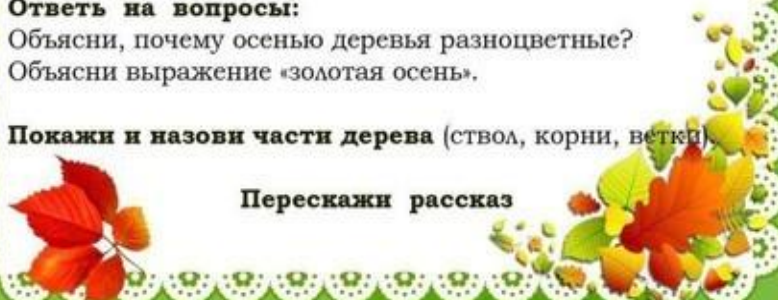 Ответь на вопросы:
Объясни, почему осенью деревья разноцветные?
Объясни выражение «золотая осень».
Покажи и назови части дерева (ствол, корни, ветки).
Перескажи рассказ